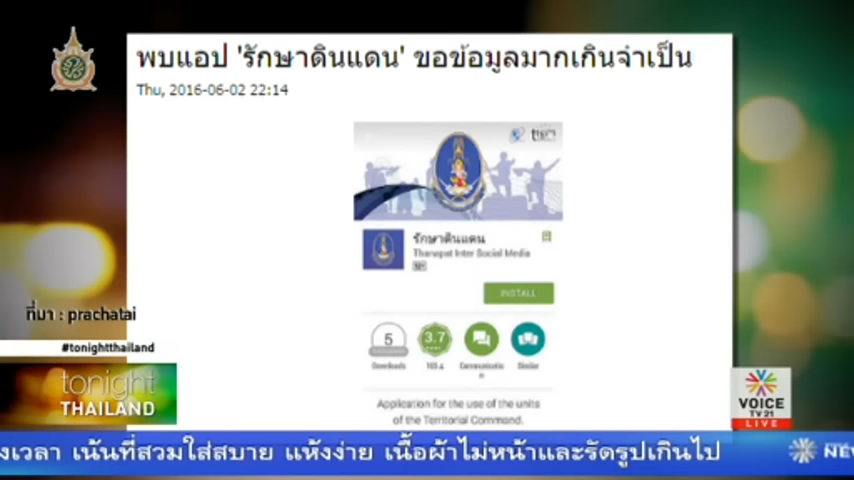 พบแอป 'รักษาดินแดน' ขอข้อมูลมากเกินจำเป็น
Thu, 2016-06-02 22:14
รักษาดินแดน
Thanapat Inter Social Media
INSTALL
5
3.7
Downloads
Communication
Similar
Application for the use of the units
of the Territorial Command.
ที่มา : prachatai
#tonightthailand
tonight
THAILAND
VOICE
TV 21
LIVE
งเวลา เน้นที่สวมใส่สบาย แห้งง่าย เนื้อผ้าไม่หน้าและรัดรูปเกินไป
NEW